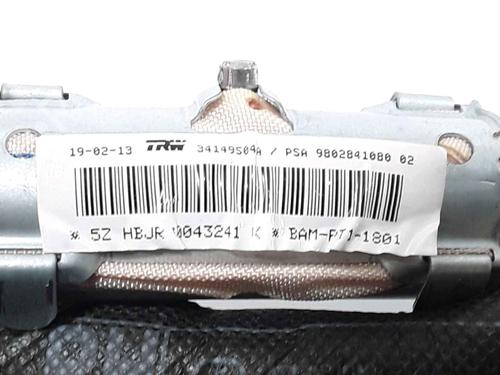 19-02-13 TRW 34149504A / PSA 9802841080 02
* 5Z HBJR 0043241 K * BAM-PT1-1801